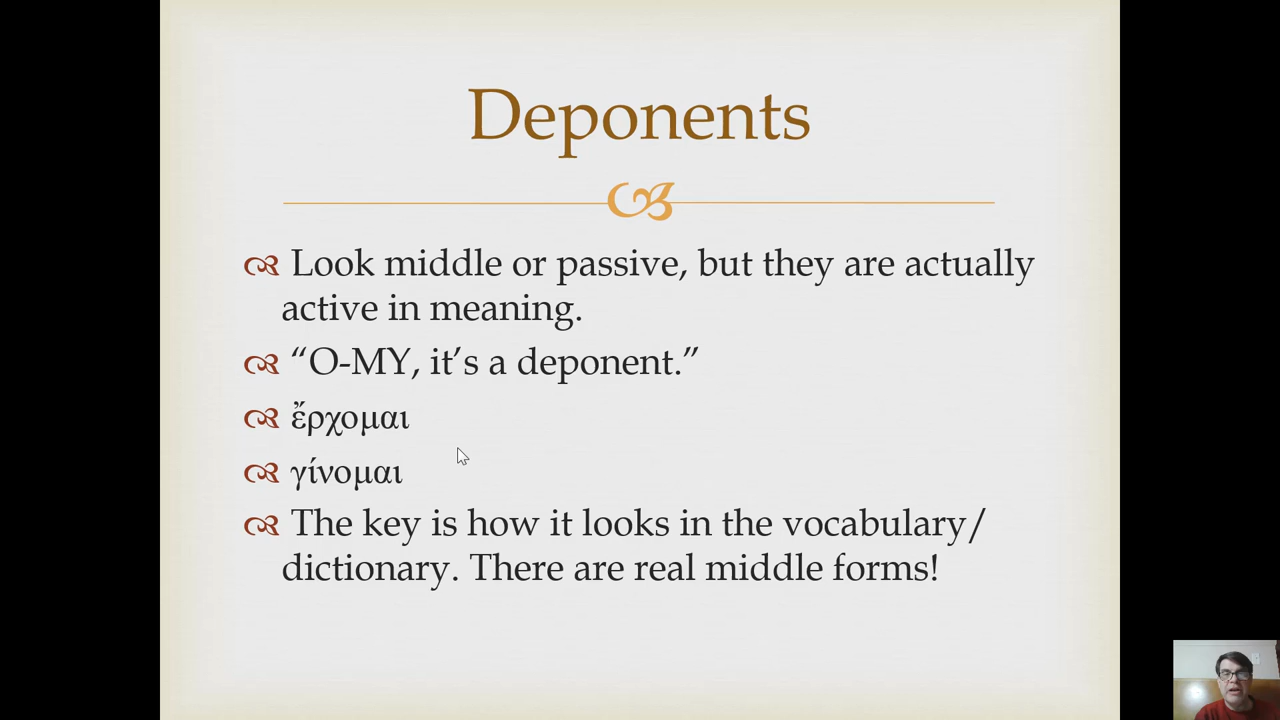 Deponents
Look middle or passive, but they are actually
active in meaning.
“O-MY, it’s a deponent.”
ἔρχομαι
γίνομαι
The key is how it looks in the vocabulary/
dictionary. There are real middle forms!